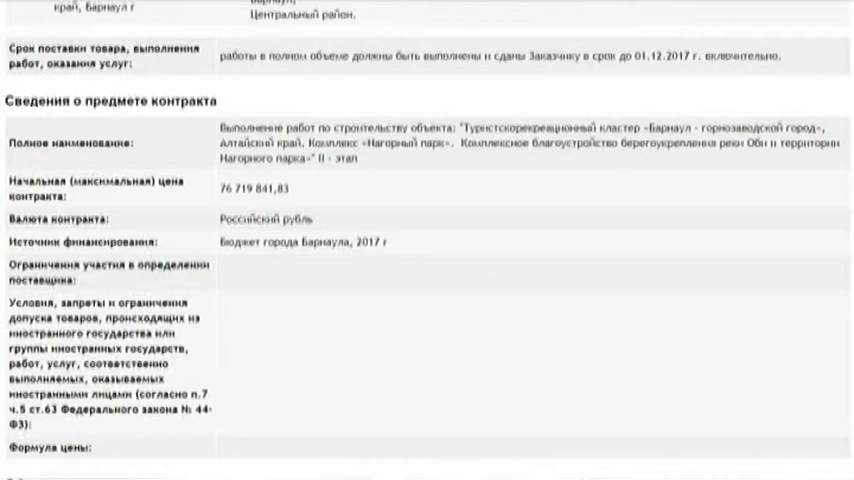 край, Барнаул г
Центральный район.
Срок поставки товара, выполнения
работ, оказания услуг:
работы в полном объеме должны быть выполнены и сданы Заказчику в срок до 01.12.2017 г. включительно.
Сведения о предмете контракта
Полное наименование:
Выполнение работ по строительству объекта: "Туристскорекреационный кластер «Барнаул - горнозаводской город»,
Алтайский край, Комплекс «Нагорный парк». Комплексное благоустройство берегоукрепления реки Оби и территории
Нагорного парка»" II - этап
Начальная (максимальная) цена
контракта:
76 719 841,83
Валюта контракта:
Российский рубль
Источник финансирования:
Бюджет города Барнаула, 2017 г
Ограничения участия в определении
поставщика:
Условия, запреты и ограничения
допуска товаров, происходящих из
иностранного государства или
группы иностранных государств,
работ, услуг, соответственно
выполняемых, оказываемых
иностранными лицами (согласно п.7
ч.5 ст.63 Федерального закона № 44-
ФЗ):
Формула цены: